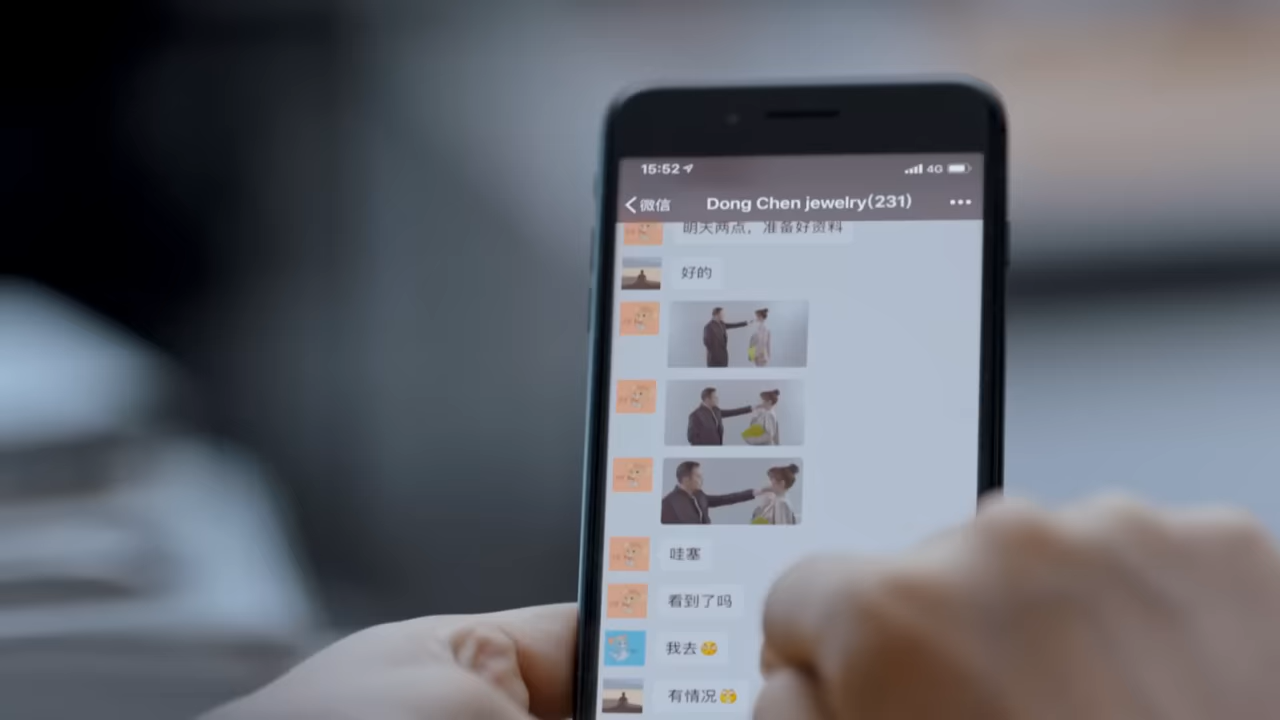 15:52
4G
微信
Dong Chen jewelry(231)
明天两点，准备好资料
好的
哇塞
看到了吗
我去🤭
有情况🤭